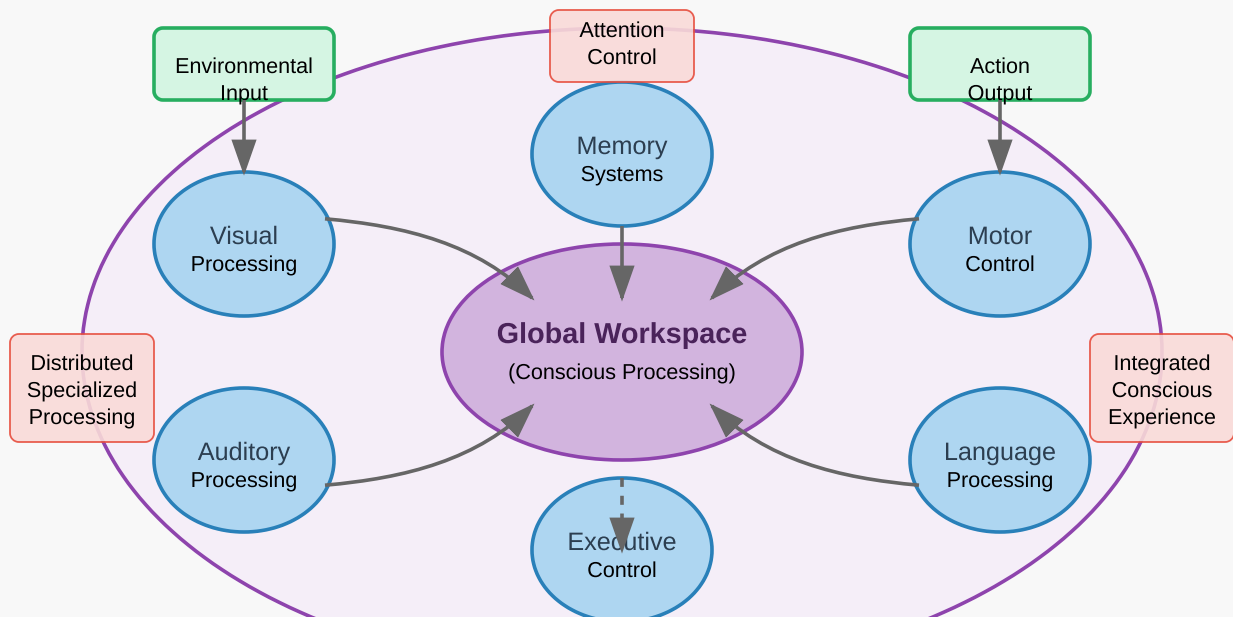 Attention
Control
Environmental
Input
Action
Output
Memory
Systems
Visual
Processing
Motor
Control
Global Workspace
(Conscious Processing)
Distributed
Specialized
Processing
Integrated
Conscious
Experience
Auditory
Processing
Language
Processing
Executive
Control